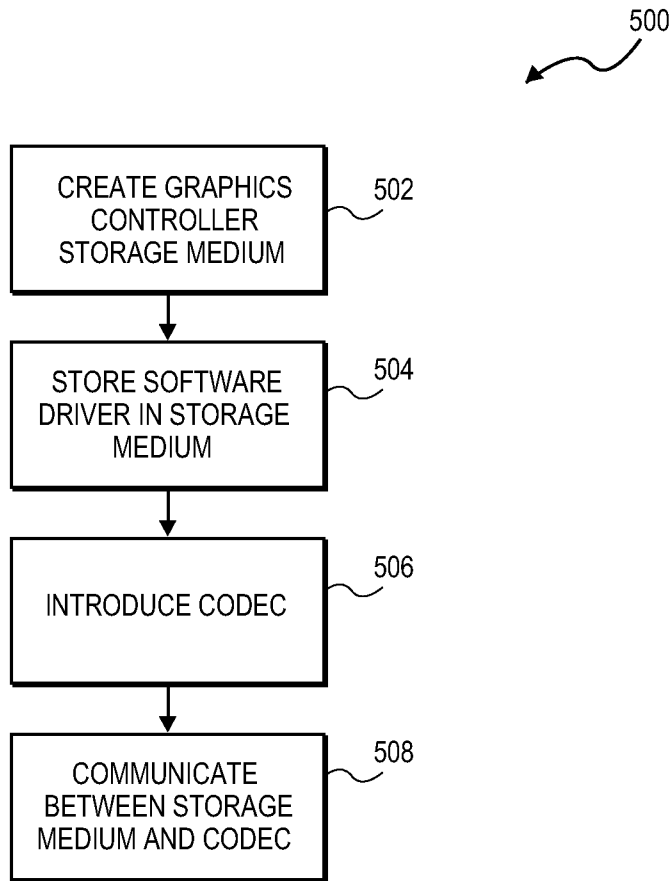 500
CREATE GRAPHICS
CONTROLLER
STORAGE MEDIUM
502
STORE SOFTWARE
DRIVER IN STORAGE
MEDIUM
504
INTRODUCE CODEC
506
COMMUNICATE
BETWEEN STORAGE
MEDIUM AND CODEC
508